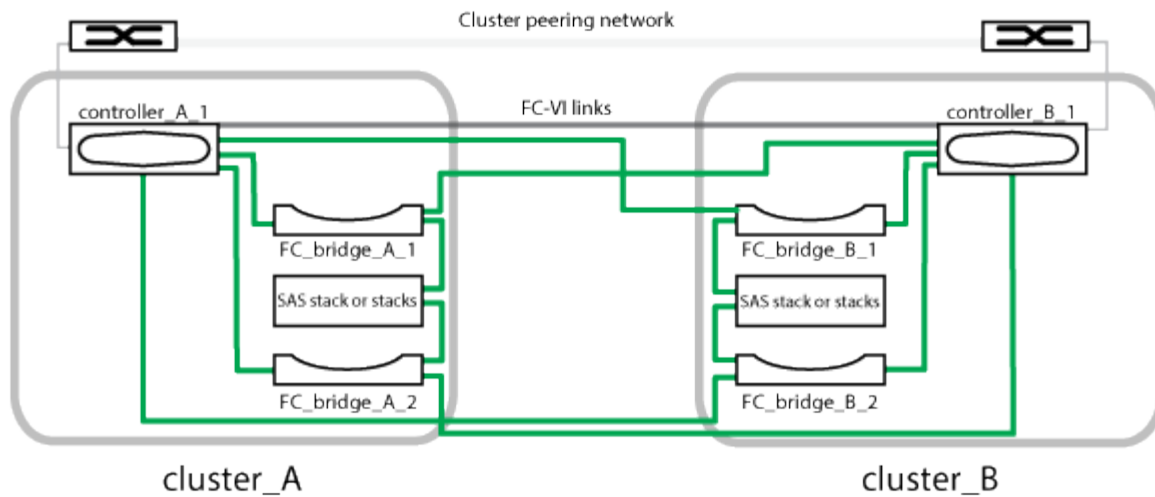 Cluster peering network
controller_A_1
FC-VI links
controller_B_1
FC_bridge_A_1
FC_bridge_B_1
SAS stack or stacks
SAS stack or stacks
FC_bridge_A_2
FC_bridge_B_2
cluster_A
cluster_B